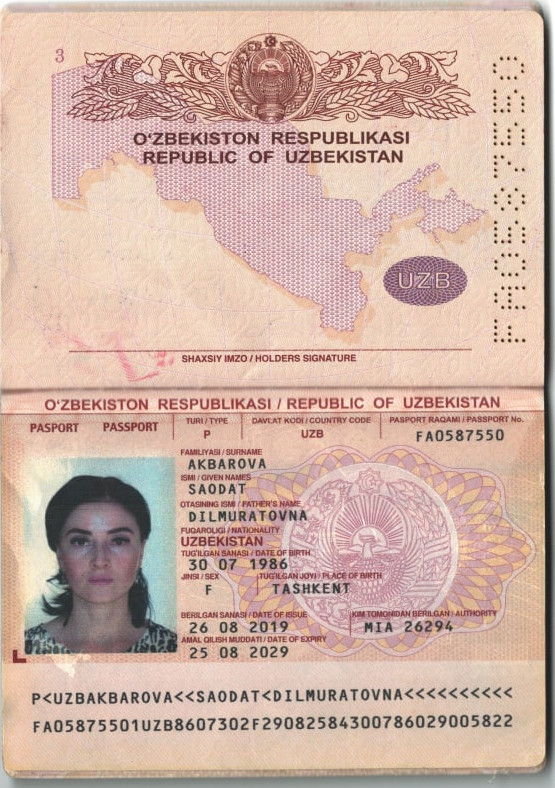 3
O'ZBEKISTON RESPUBLIKASI
REPUBLIC OF UZBEKISTAN
FA0587550
UZB
SHAXSIY IMZO / HOLDERS SIGNATURE
O'ZBEKISTON RESPUBLIKASI / REPUBLIC OF UZBEKISTAN
PASPORT PASSPORT
TURI / TYPE
P
DAVLAT KODI / COUNTRY CODE
UZB
PASPORT RAQAMI / PASSPORT No.
FA0587550
FAMILIYASI / SURNAME
AKBAROVA
ISMI / GIVEN NAMES
SAODAT
OTASINING ISMI / FATHER'S NAME
DILMURATOVNA
FUQAROLIGI / NATIONALITY
UZBEKISTAN
TUG'ILGAN SANASI / DATE OF BIRTH
30 07 1986
JINSI / SEX
F
TUG'ILGAN JOYI / PLACE OF BIRTH
TASHKENT
BERILGAN SANASI / DATE OF ISSUE
26 08 2019
KIM TOMONIDAN BERILGAN / AUTHORITY
MIA 26294
AMAL QILISH MUDDATI / DATE OF EXPIRY
25 08 2029
P<UZBAKBAROVA<<SAODAT<DILMURATOVNA<<<<<<<<<<
FA05875501UZB8607302F29082584300786029005822